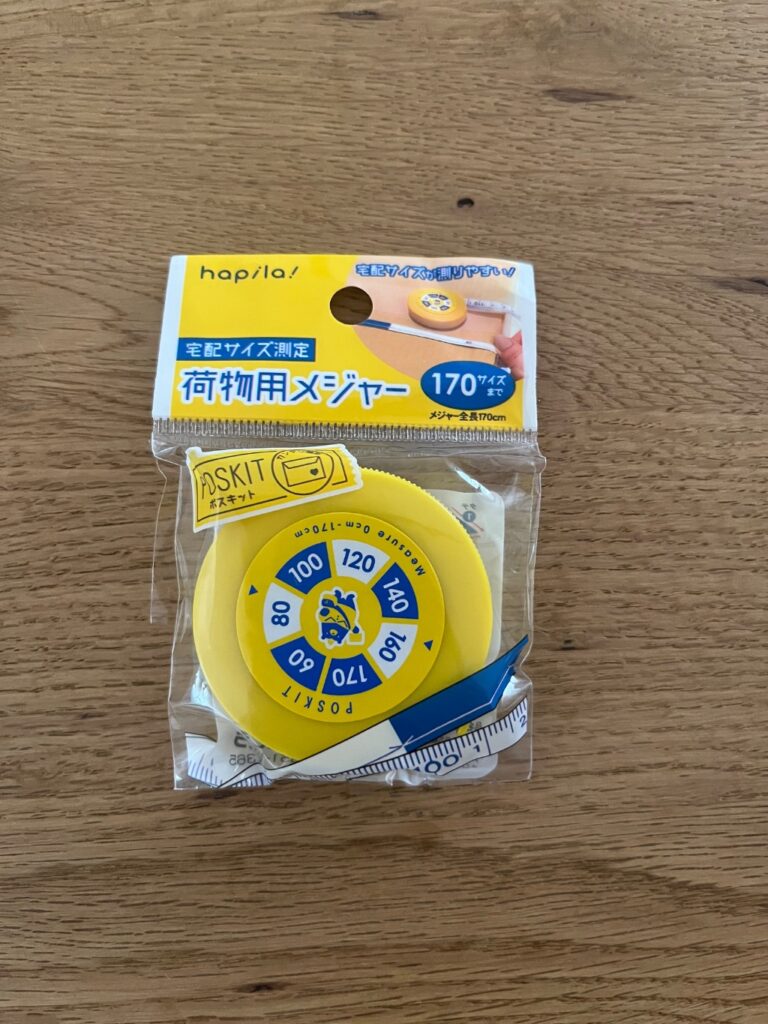 hapila!
宅配サイズが測りやすい!
宅配サイズ測定
荷物用メジャー
170サイズまで
メジャー全長170cm
POSKIT
ポスキット
Measure 0cm-170cm
60
80
100
120
140
160
170
POSKIT
100 1 2